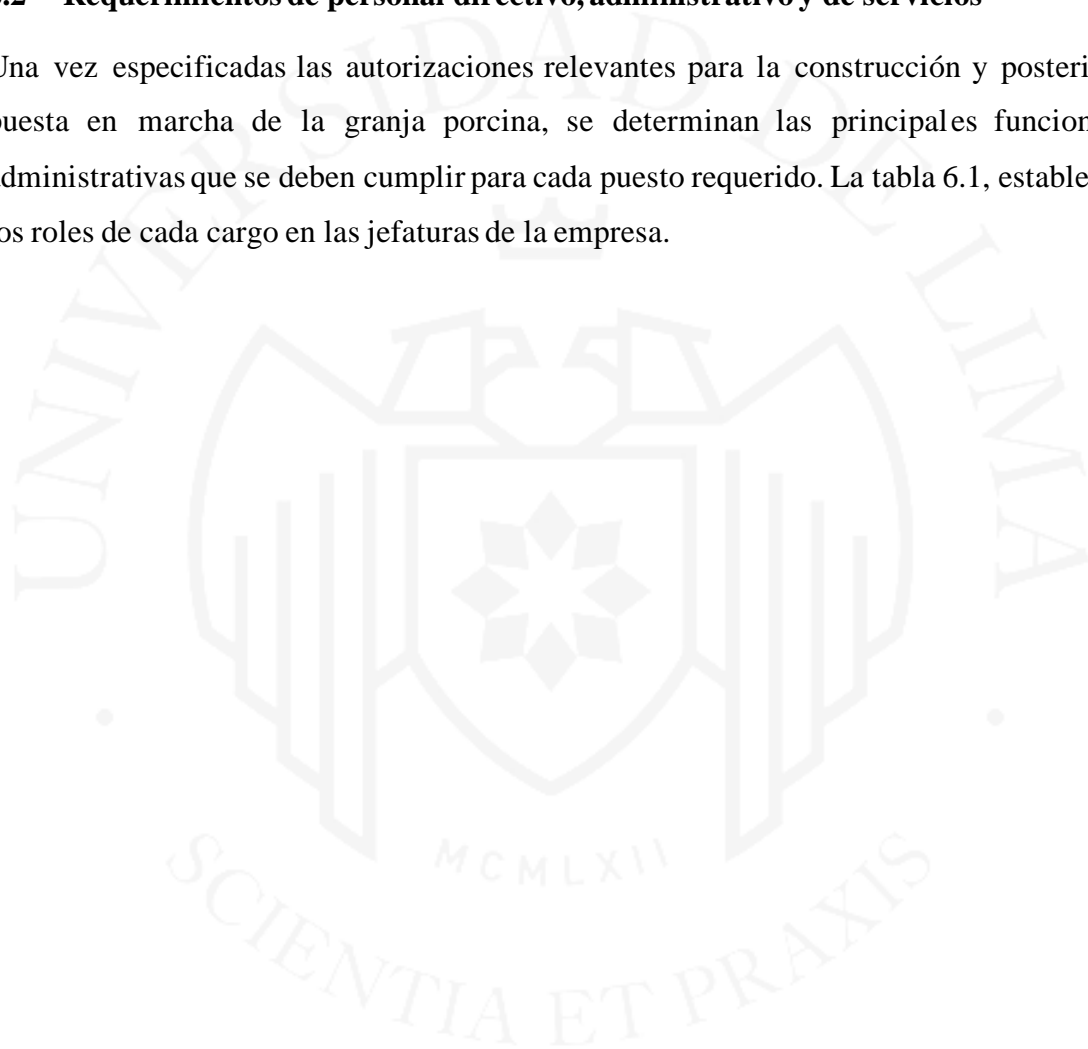 .2 Requerimientos de personal directivo, administrativo y de servicios
Una vez especificadas las autorizaciones relevantes para la construcción y posteri
puesta en marcha de la granja porcina, se determinan las principales funcion
administrativas que se deben cumplir para cada puesto requerido. La tabla 6.1, estable
los roles de cada cargo en las jefaturas de la empresa.
UNIVERSIDAD DE LIMA
MCMLXII
SCIENTIA ET PRAXIS